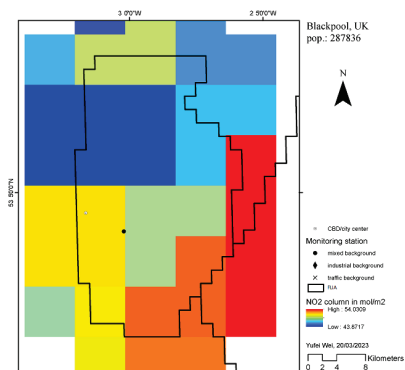 3 0'0"W
2 50'0"W
Blackpool, UK
pop.: 287836
N
53 50'0"N
CBD/city center
Monitoring station
mixed background
industrial background
traffic background
FUA
NO2 column in mol/m2
High : 54.0309
Low : 43.8717
Yufei Wei, 20/03/2023
Kilometers
0 2 4 8